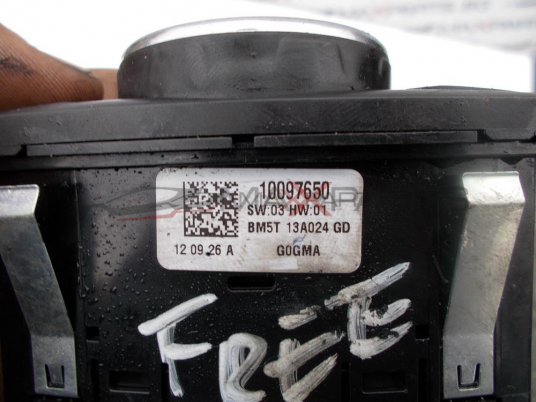 10097650
SW:03 HW:01
BM5T 13A024 GD
12 09.26 A G0GMA
FREE